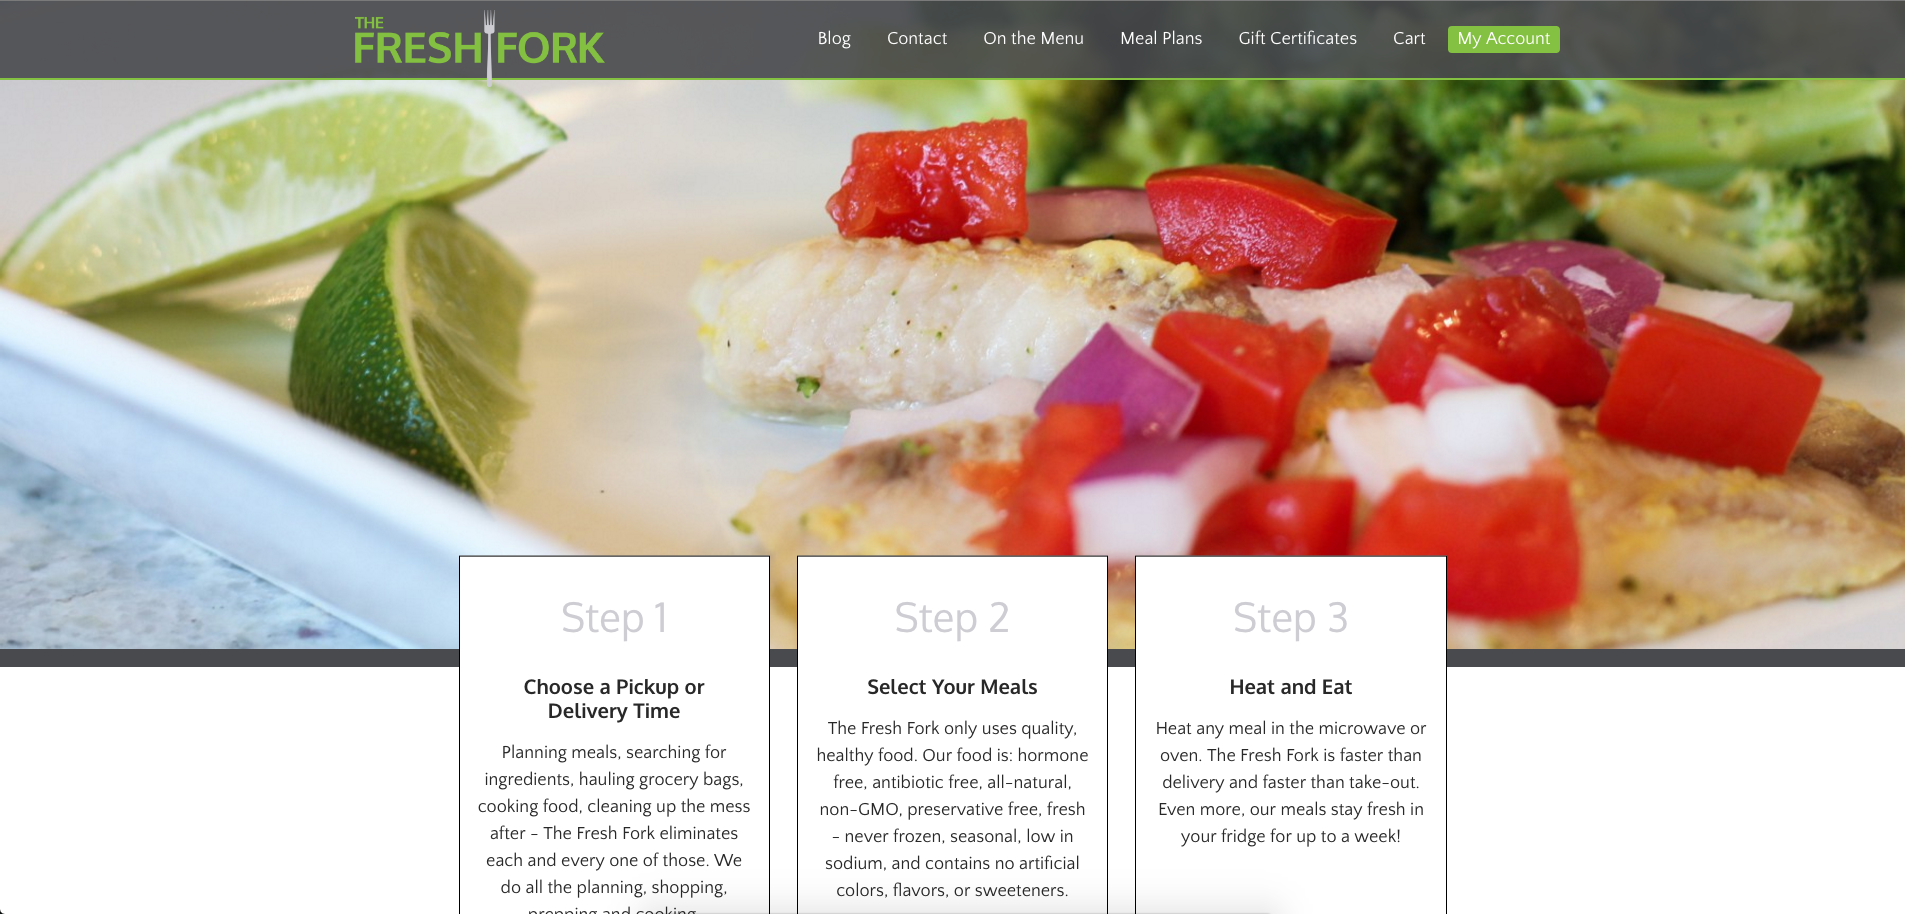 THE
FRESH FORK
Blog Contact On the Menu Meal Plans Gift Certificates Cart My Account
Step 1
Choose a Pickup or
Delivery Time
Planning meals, searching for
ingredients, hauling grocery bags,
cooking food, cleaning up the mess
after - The Fresh Fork eliminates
each and every one of those. We
do all the planning, shopping,
prepping and cooking
Step 2
Select Your Meals
The Fresh Fork only uses quality,
healthy food. Our food is: hormone
free, antibiotic free, all-natural,
non-GMO, preservative free, fresh
- never frozen, seasonal, low in
sodium, and contains no artificial
colors, flavors, or sweeteners.
Step 3
Heat and Eat
Heat any meal in the microwave or
oven. The Fresh Fork is faster than
delivery and faster than take-out.
Even more, our meals stay fresh in
your fridge for up to a week!